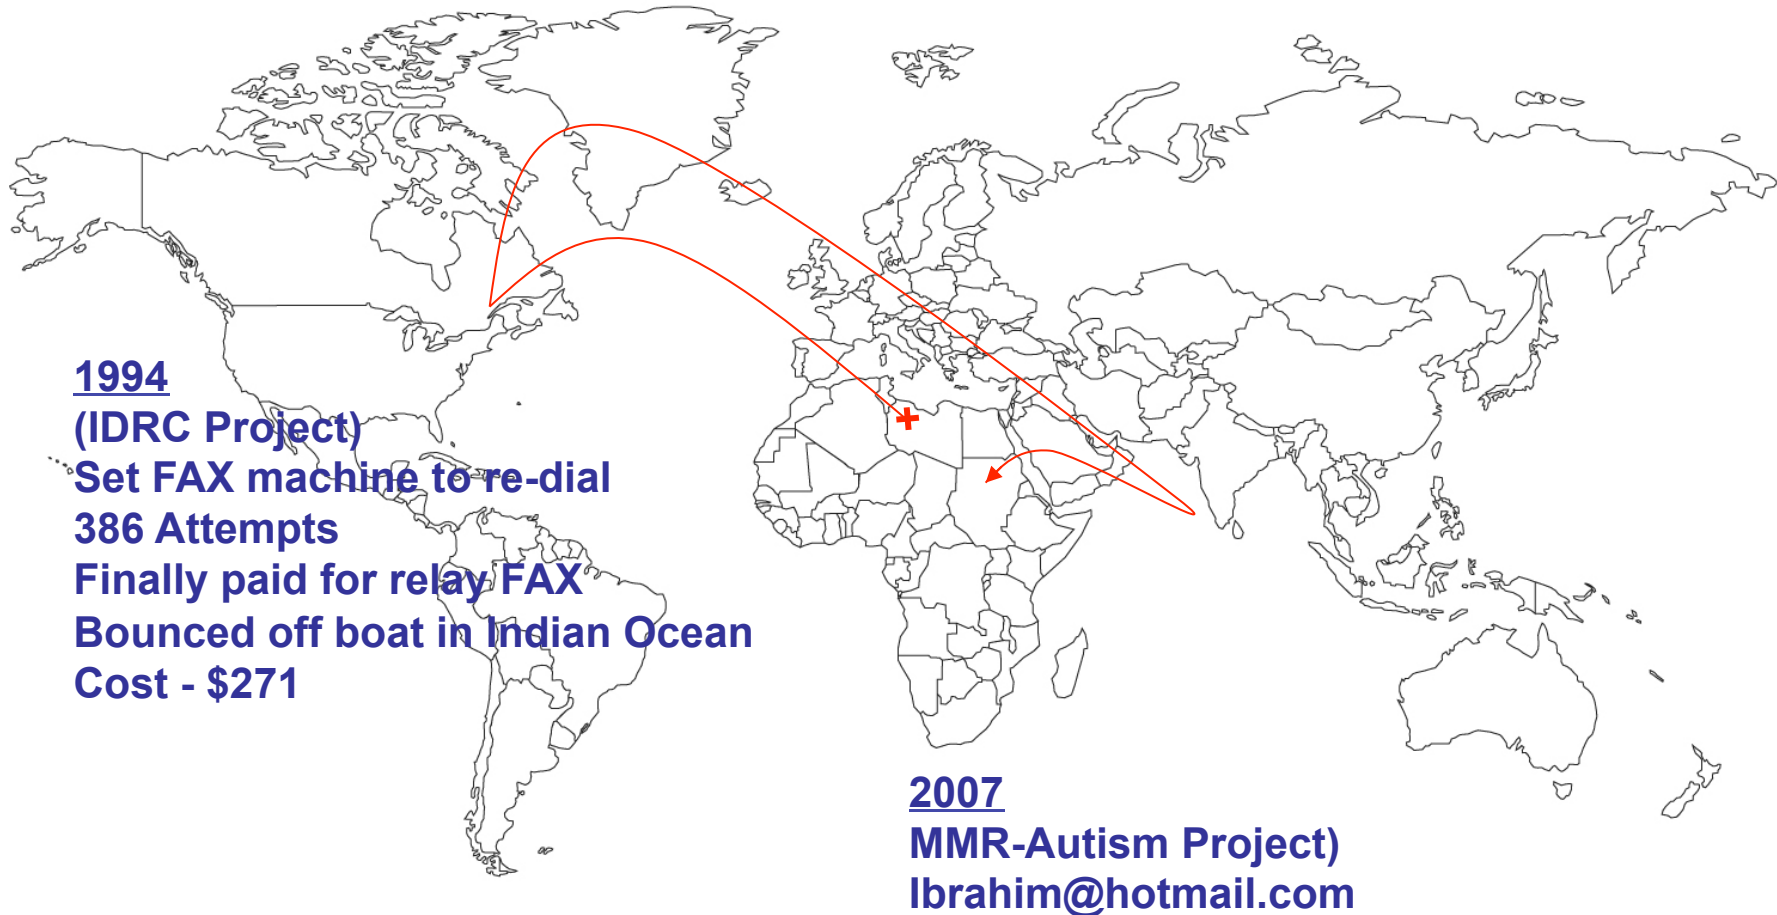 1994
(IDRC Project)
Set FAX machine to re-dial
386 Attempts
Finally paid for relay FAX
Bounced off boat in Indian Ocean
Cost - $271
2007
MMR-Autism Project)
Ibrahim@hotmail.com